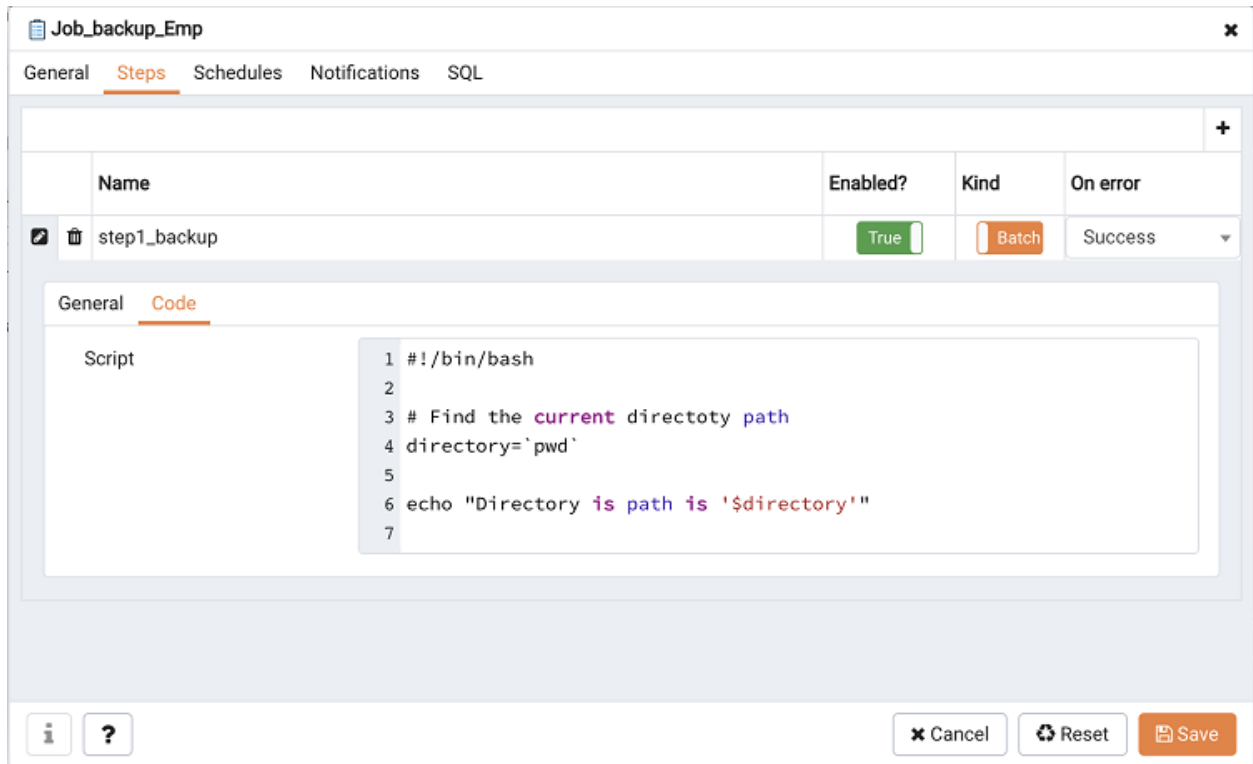 Job_backup_Emp
General Steps Schedules Notifications SQL
Name Enabled? Kind On error
step1_backup True Batch Success
General Code
Script
1 #!/bin/bash
2
3 # Find the current directoty path
4 directory=`pwd`
5
6 echo "Directory is path is '$directory'"
7
i ? Cancel Reset Save